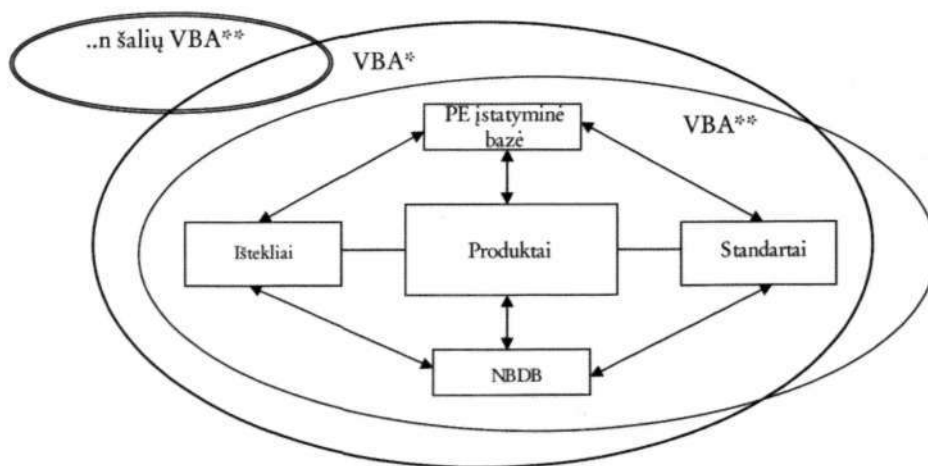 ..n šalių VBA**
VBA*
VBA**
PE įstatyminė
bazė
Ištekliai
Produktai
Standartai
NBDB